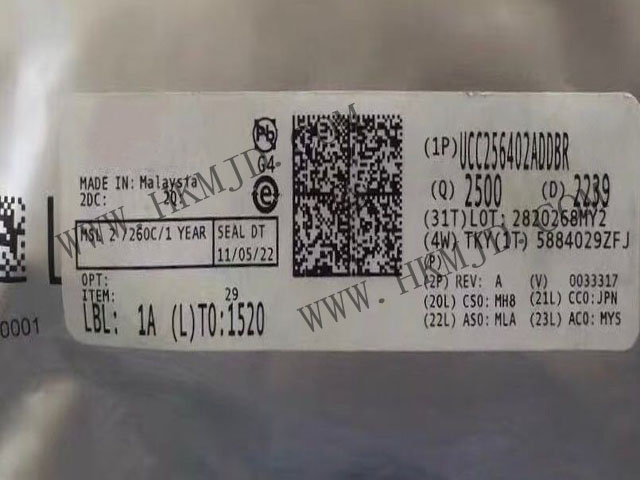 Pb
G4
e
MADE IN: Malaysia
2DC: 2Q:
MSL 2 /260C/1 YEAR
SEAL DT
11/05/22
OPT:
ITEM: 29
LBL: 1A (L)TO:1520
(1P) UCC256402ADDBR
(Q) 2500 (D) 2239
(31T)LOT: 2820268MY2
(4W) TKY(1T) 5884029ZFJ
(P)
(2P) REV: A (V) 0033317
(20L) CSO: MH8 (21L) CCO:JPN
(22L) ASO: MLA (23L) ACO: MYS
0001
WWW.HKMJD.COM
WWW.HKMJD.COM